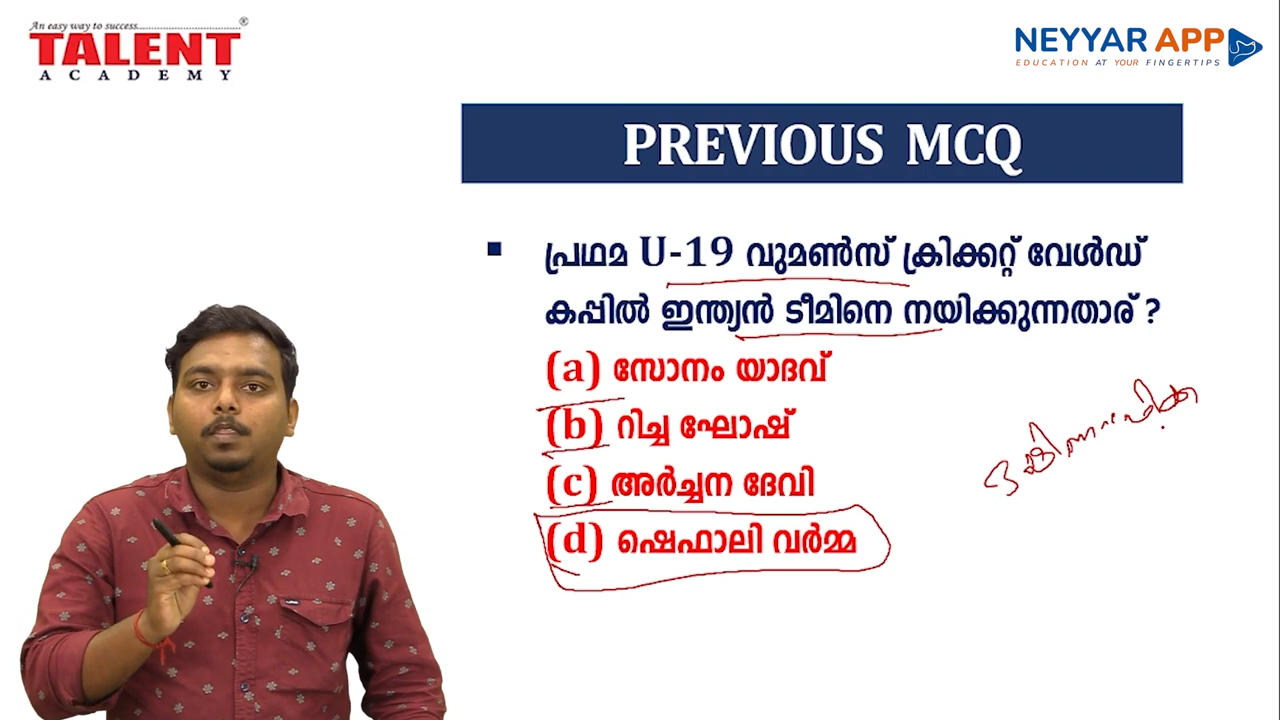 An easy way to success
TALENT
ACADEMY
NEYYAR APP
EDUCATION AT YOUR FINGERTIPS
PREVIOUS MCQ
പ്രഥമ U-19 വുമൺസ് ക്രിക്കറ്റ് വേൾഡ്
കപ്പിൽ ഇന്ത്യൻ ടീമിനെ നയിക്കുന്നതാര് ?
(a) സോനം യാദവ്
(b) റിച്ച ഘോഷ്
(c) അർച്ചന ദേവി
(d) ഷെഫാലി വർമ്മ
ദക്ഷിണാഫ്രിക്ക